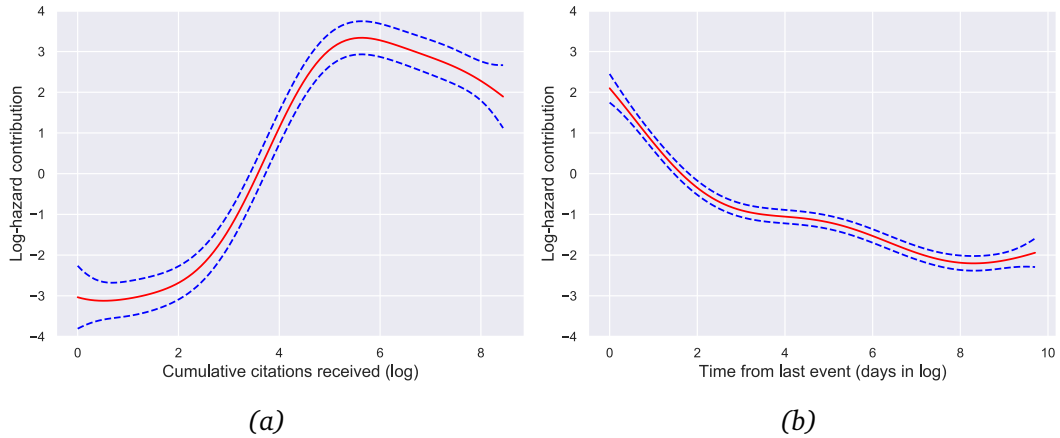 4
3
2
1
0
−1
−2
−3
−4
Log-hazard contribution
0 2 4 6 8
Cumulative citations received (log)
(a)
4
3
2
1
0
−1
−2
−3
−4
Log-hazard contribution
0 2 4 6 8 10
Time from last event (days in log)
(b)